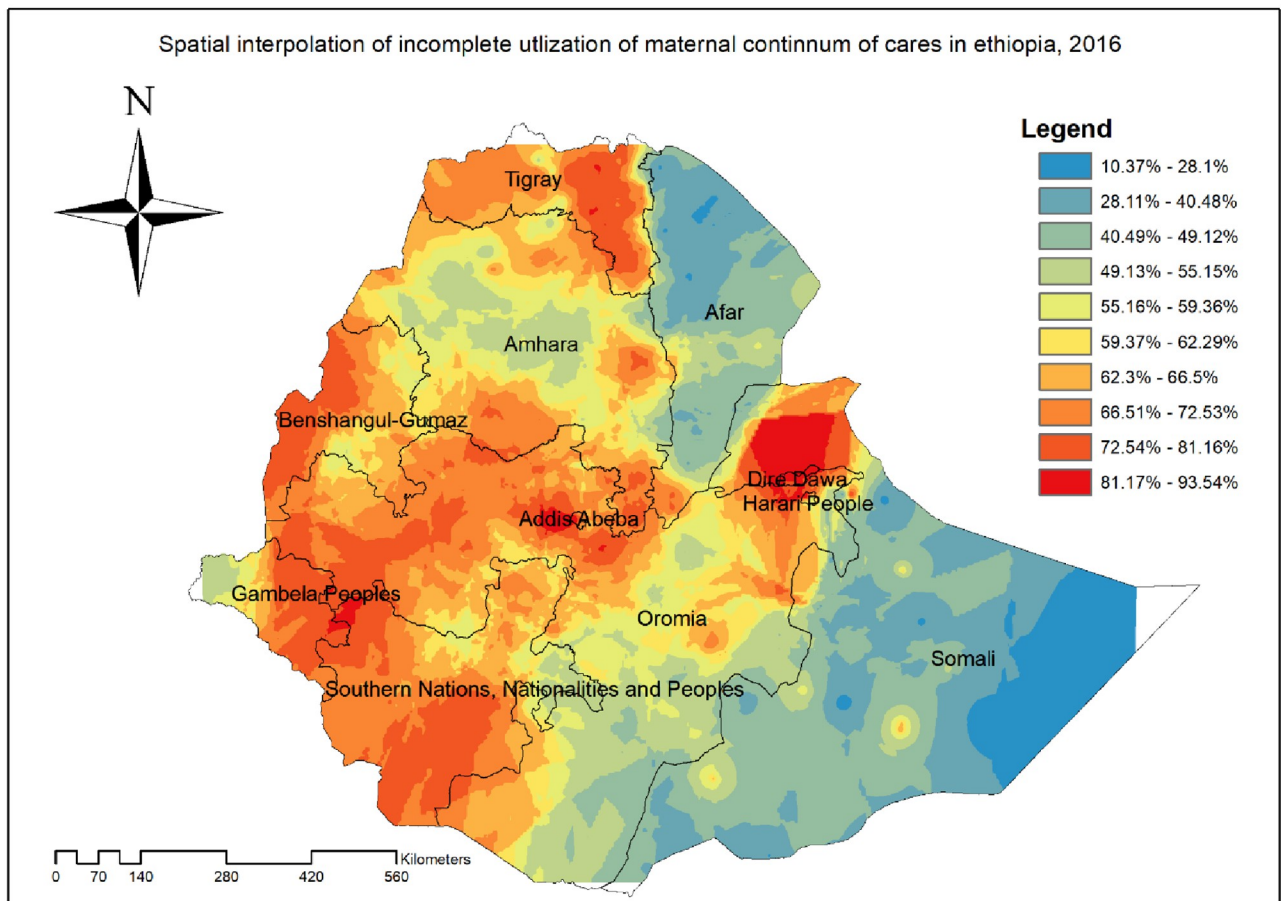 Spatial interpolation of incomplete utlization of maternal continnum of cares in ethiopia, 2016
N
Legend
10.37% - 28.1%
28.11% - 40.48%
40.49% - 49.12%
49.13% - 55.15%
55.16% - 59.36%
59.37% - 62.29%
62.3% - 66.5%
66.51% - 72.53%
72.54% - 81.16%
81.17% - 93.54%
Tigray
Afar
Amhara
Benshangul-Gumaz
Dire Dawa
Harari People
Addis Abeba
Gambela Peoples
Oromia
Somali
Southern Nations, Nationalities and Peoples
Kilometers
0 70 140 280 420 560